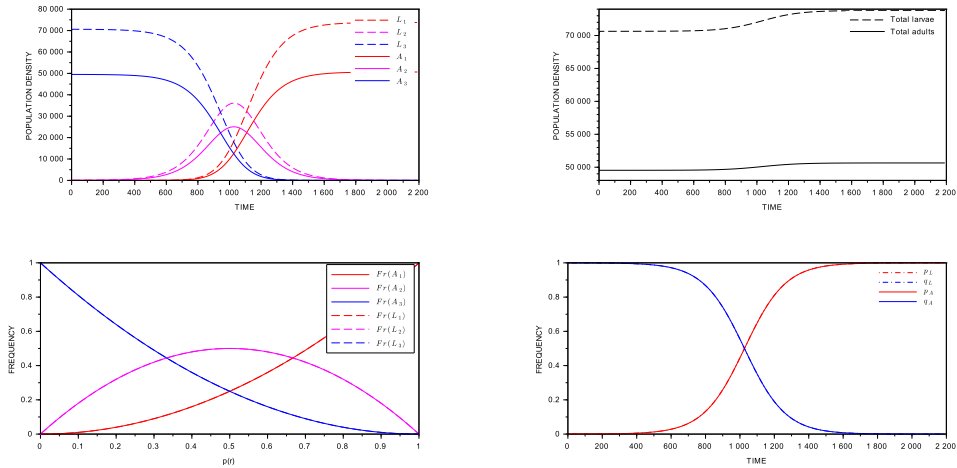 80 000
70 000
60 000
50 000
40 000
30 000
20 000
10 000
0
POPULATION DENSITY
0 200 400 600 800 1 000 1 200 1 400 1 600 1 800 2 000 2 200
TIME
L1
L2
L3
A1
A2
A3
70 000
65 000
60 000
55 000
50 000
POPULATION DENSITY
0 200 400 600 800 1 000 1 200 1 400 1 600 1 800 2 000 2 200
TIME
Total larvae
Total adults
1
0.8
0.6
0.4
0.2
0
FREQUENCY
0 0.1 0.2 0.3 0.4 0.5 0.6 0.7 0.8 0.9 1
p(r)
Fr(A1)
Fr(A2)
Fr(A3)
Fr(L1)
Fr(L2)
Fr(L3)
1
0.8
0.6
0.4
0.2
0
FREQUENCY
0 200 400 600 800 1 000 1 200 1 400 1 600 1 800 2 000 2 200
TIME
pL
qL
pA
qA